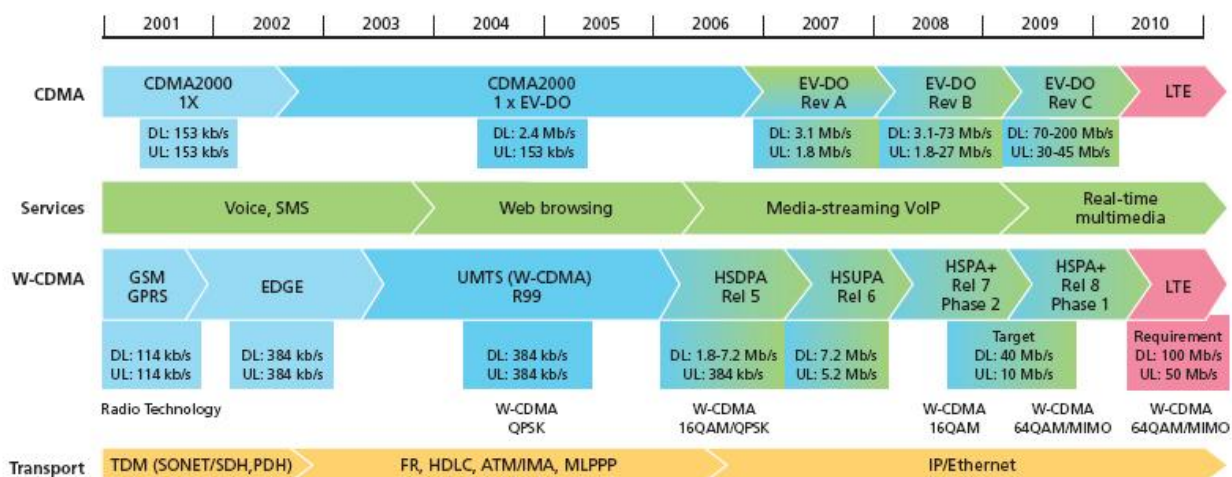 2001 2002 2003 2004 2005 2006 2007 2008 2009 2010
CDMA
CDMA2000
1X
CDMA2000
1 x EV-DO
EV-DO
Rev A
EV-DO
Rev B
EV-DO
Rev C
LTE
DL: 153 kb/s
UL: 153 kb/s
DL: 2.4 Mb/s
UL: 153 kb/s
DL: 3.1 Mb/s
UL: 1.8 Mb/s
DL: 3.1-73 Mb/s
UL: 1.8-27 Mb/s
DL: 70-200 Mb/s
UL: 30-45 Mb/s
Services
Voice, SMS
Web browsing
Media-streaming VoIP
Real-time
multimedia
W-CDMA
GSM
GPRS
EDGE
UMTS (W-CDMA)
R99
HSDPA
Rel 5
HSUPA
Rel 6
HSPA+
Rel 7
Phase 2
HSPA+
Rel 8
Phase 1
LTE
DL: 114 kb/s
UL: 114 kb/s
DL: 384 kb/s
UL: 384 kb/s
DL: 384 kb/s
UL: 384 kb/s
DL: 1.8-7.2 Mb/s
UL: 384 kb/s
DL: 7.2 Mb/s
UL: 5.2 Mb/s
Target
DL: 40 Mb/s
UL: 10 Mb/s
Requirement
DL: 100 Mb/s
UL: 50 Mb/s
Radio Technology
W-CDMA
QPSK
W-CDMA
16QAM/QPSK
W-CDMA
16QAM
W-CDMA
64QAM/MIMO
W-CDMA
64QAM/MIMO
Transport
TDM (SONET/SDH,PDH)
FR, HDLC, ATM/IMA, MLPPP
IP/Ethernet